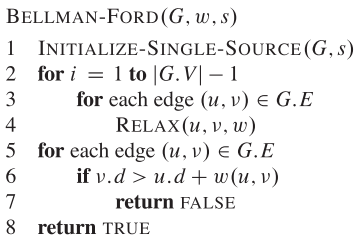 BELLMAN-FORD(G, w, s)
1 INITIALIZE-SINGLE-SOURCE(G, s)
2 for i = 1 to |G.V| − 1
3 for each edge (u, v) ∈ G.E
4 RELAX(u, v, w)
5 for each edge (u, v) ∈ G.E
6 if v.d > u.d + w(u, v)
7 return FALSE
8 return TRUE